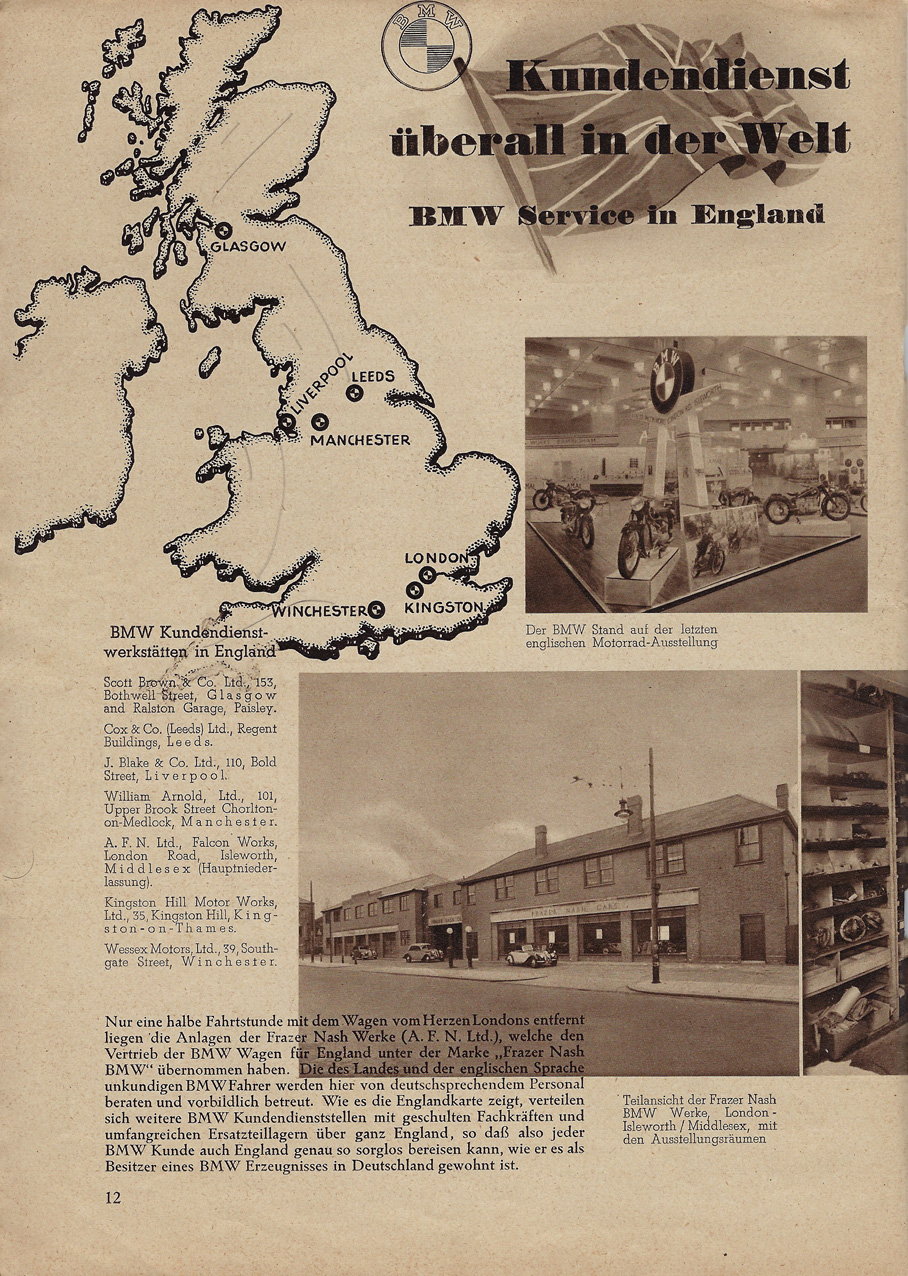 BMW
Kundendienst
überall in der Welt
BMW Service in England
GLASGOW
LIVERPOOL
LEEDS
MANCHESTER
LONDON
WINCHESTER
KINGSTON
BMW
Der BMW Stand auf der letzten
englischen Motorrad-Ausstellung
BMW Kundendienst-
werkstätten in England
Scott Brown & Co. Ltd., 153,
Bothwell Street, Glasgow
and Ralston Garage, Paisley.
Cox & Co. (Leeds) Ltd., Regent
Buildings, Leeds.
J. Blake & Co. Ltd., 110, Bold
Street, Liverpool.
William Arnold, Ltd., 101,
Upper Brook Street Chorlton-
on-Medlock, Manchester.
A. F. N. Ltd., Falcon Works,
London Road, Isleworth,
Middlesex (Hauptnieder-
lassung).
Kingston Hill Motor Works,
Ltd., 35, Kingston Hill, King-
ston-on-Thames.
Wessex Motors, Ltd., 39, South-
gate Street, Winchester.
FRAZER NASH CARS
Nur eine halbe Fahrtstunde mit dem Wagen vom Herzen Londons entfernt
liegen die Anlagen der Frazer Nash Werke (A. F. N. Ltd.), welche den
Vertrieb der BMW Wagen für England unter der Marke „Frazer Nash
BMW“ übernommen haben. Die des Landes und der englischen Sprache
unkundigen BMW Fahrer werden hier von deutschsprechendem Personal
beraten und vorbildlich betreut. Wie es die Englandkarte zeigt, verteilen
sich weitere BMW Kundendienststellen mit geschulten Fachkräften und
umfangreichen Ersatzteillagern über ganz England, so daß also jeder
BMW Kunde auch England genau so sorglos bereisen kann, wie er es als
Besitzer eines BMW Erzeugnisses in Deutschland gewohnt ist.
Teilansicht der Frazer Nash
BMW Werke, London -
Isleworth / Middlesex, mit
den Ausstellungsräumen
12